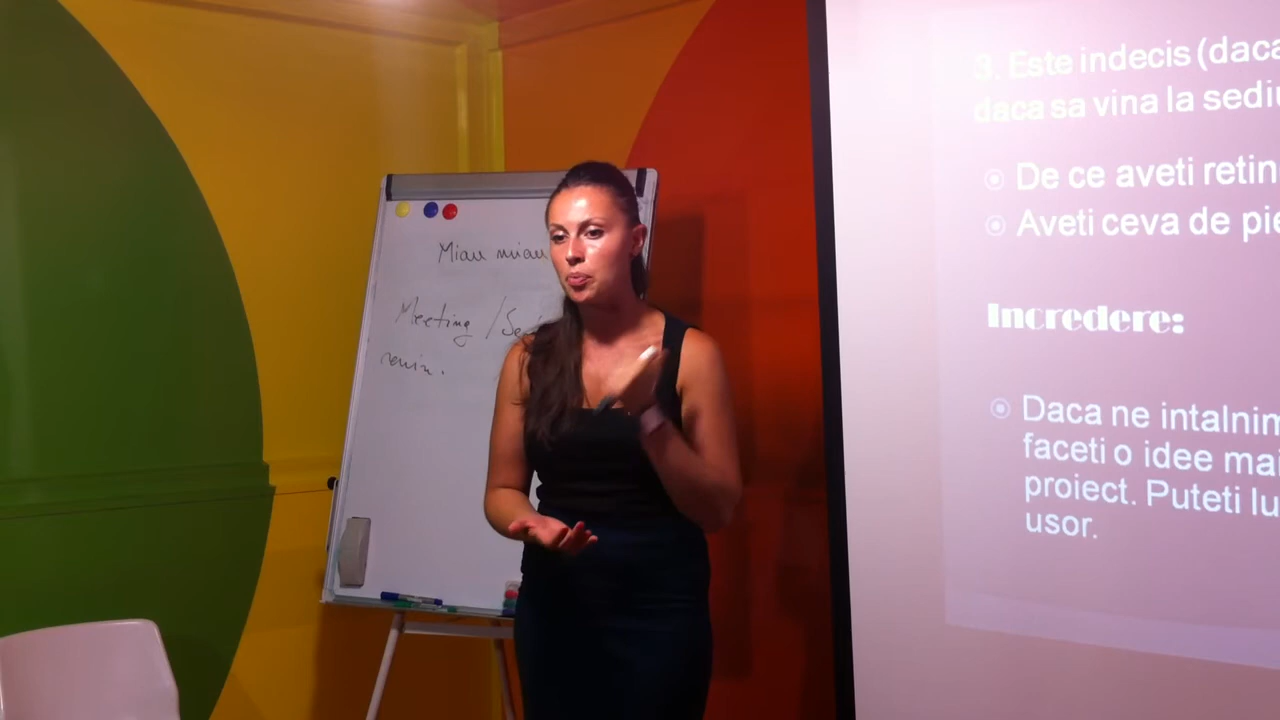 Miau miau
Meeting /
3. Este indecis (daca
daca sa vina la sediu
De ce aveti retin
Aveti ceva de pie
Incredere:
Daca ne intalnim
faceti o idee mai
proiect. Puteti lu
usor.